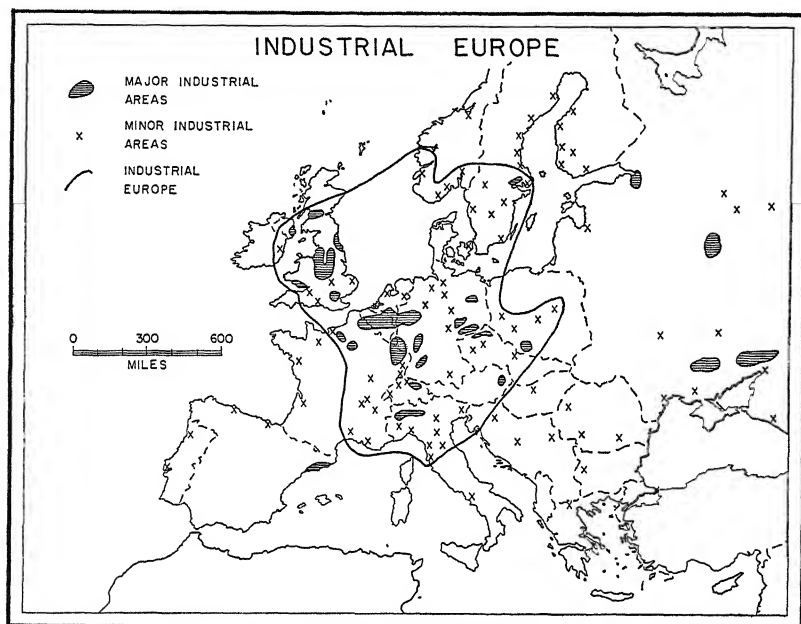 INDUSTRIAL EUROPE
MAJOR INDUSTRIAL
AREAS
x MINOR INDUSTRIAL
AREAS
INDUSTRIAL
EUROPE
0 300 600
MILES